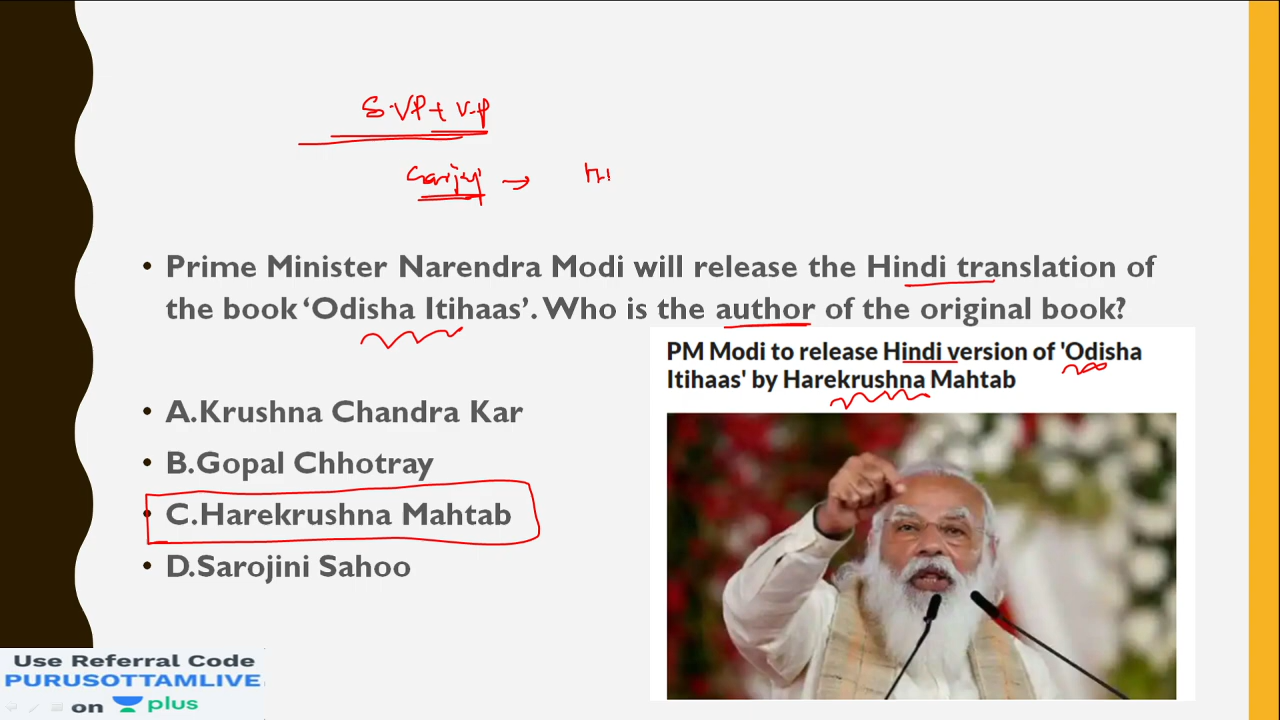 S.VP + V.P
• Prime Minister Narendra Modi will release the Hindi translation of
the book ‘Odisha Itihaas’. Who is the author of the original book?
PM Modi to release Hindi version of 'Odisha
Itihaas' by Harekrushna Mahtab
• A.Krushna Chandra Kar
• B.Gopal Chhotray
• C.Harekrushna Mahtab
• D.Sarojini Sahoo
Use Referral Code
PURUSOTTAMLIVE
on plus